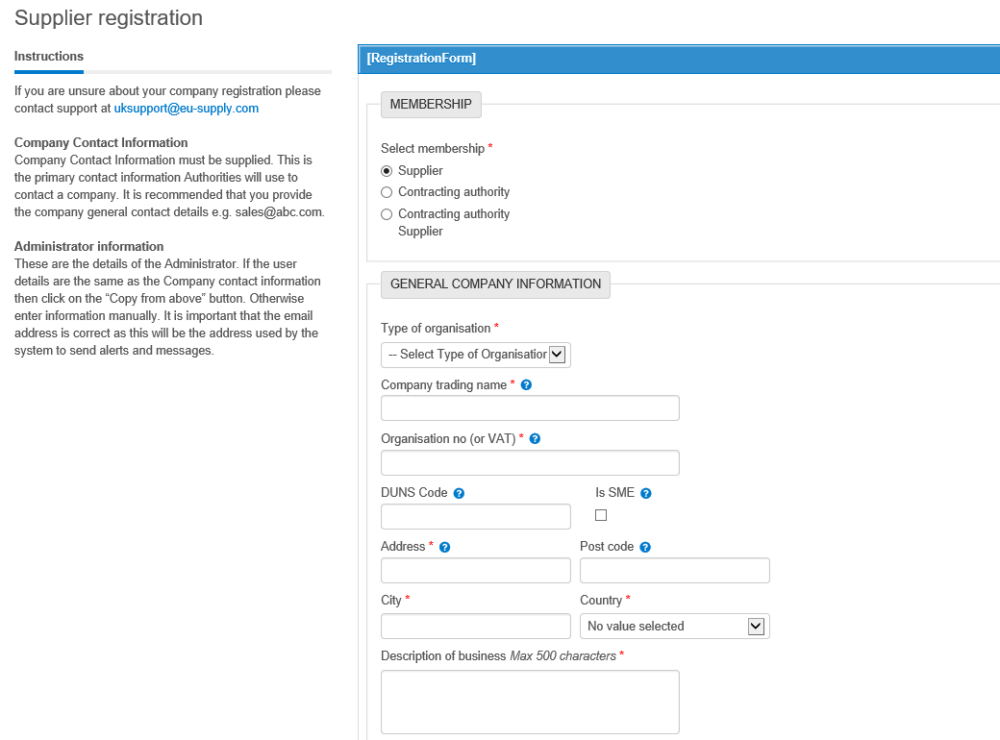 Supplier registration
Instructions
If you are unsure about your company registration please
contact support at uksupport@eu-supply.com
Company Contact Information
Company Contact Information must be supplied. This is
the primary contact information Authorities will use to
contact a company. It is recommended that you provide
the company general contact details e.g. sales@abc.com.
Administrator information
These are the details of the Administrator. If the user
details are the same as the Company contact information
then click on the “Copy from above” button. Otherwise
enter information manually. It is important that the email
address is correct as this will be the address used by the
system to send alerts and messages.
[RegistrationForm]
MEMBERSHIP
Select membership *
Supplier
Contracting authority
Contracting authority
Supplier
GENERAL COMPANY INFORMATION
Type of organisation *
-- Select Type of Organisation
Company trading name * ?
Organisation no (or VAT) * ?
DUNS Code ? Is SME ?
Address * ? Post code ?
City * Country *
No value selected
Description of business Max 500 characters *